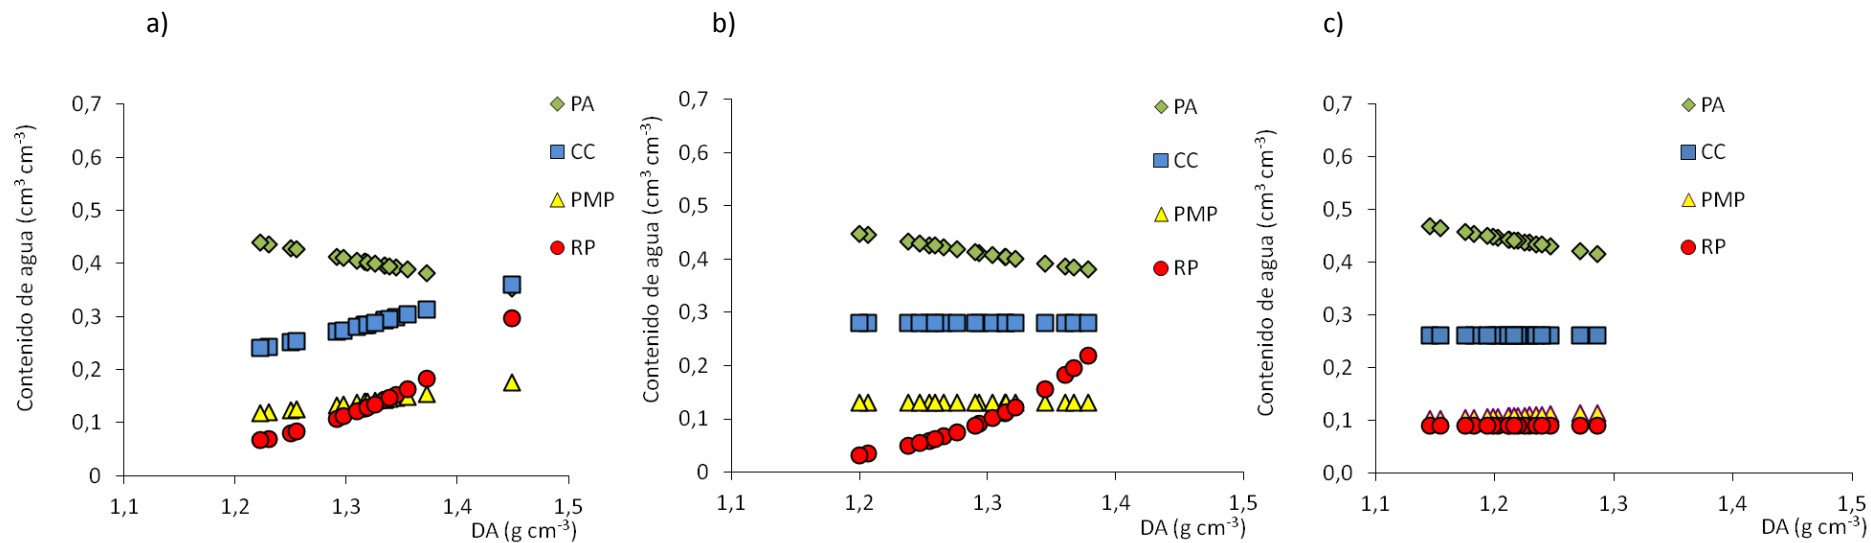 a)
Contenido de agua (cm³ cm⁻³)
0,7
0,6
0,5
0,4
0,3
0,2
0,1
0
1,1
1,2
1,3
1,4
1,5
DA (g cm⁻³)
PA
CC
PMP
RP
b)
Contenido de agua (cm³ cm⁻³)
0,7
0,6
0,5
0,4
0,3
0,2
0,1
0
1,1
1,2
1,3
1,4
1,5
DA (g cm⁻³)
PA
CC
PMP
RP
c)
Contenido de agua (cm³ cm⁻³)
0,7
0,6
0,5
0,4
0,3
0,2
0,1
0,0
1,1
1,2
1,3
1,4
1,5
DA (g cm⁻³)
PA
CC
PMP
RP